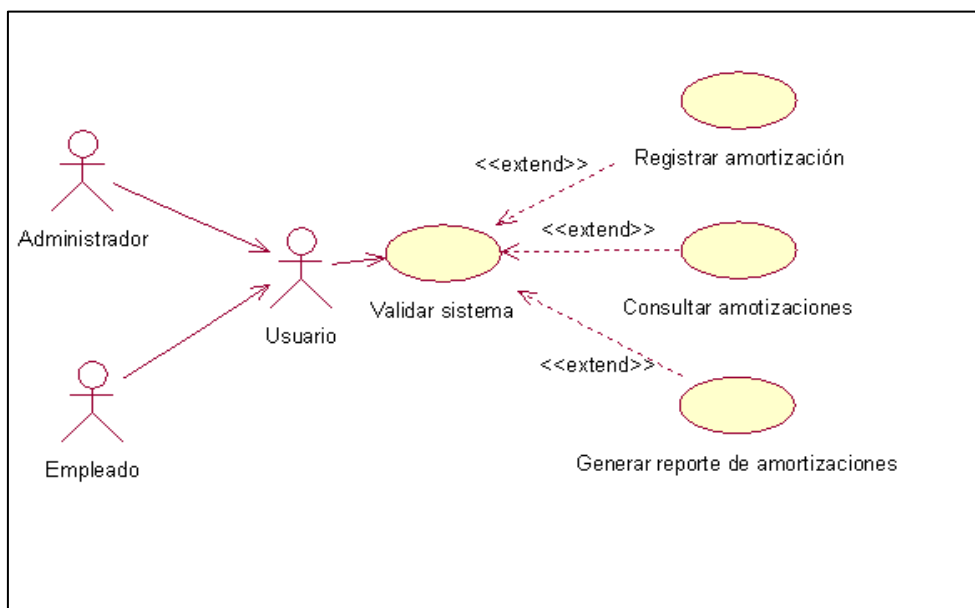 Administrador
Empleado
Usuario
Validar sistema
<<extend>>
Registrar amortización
<<extend>>
Consultar amotizaciones
<<extend>>
Generar reporte de amortizaciones